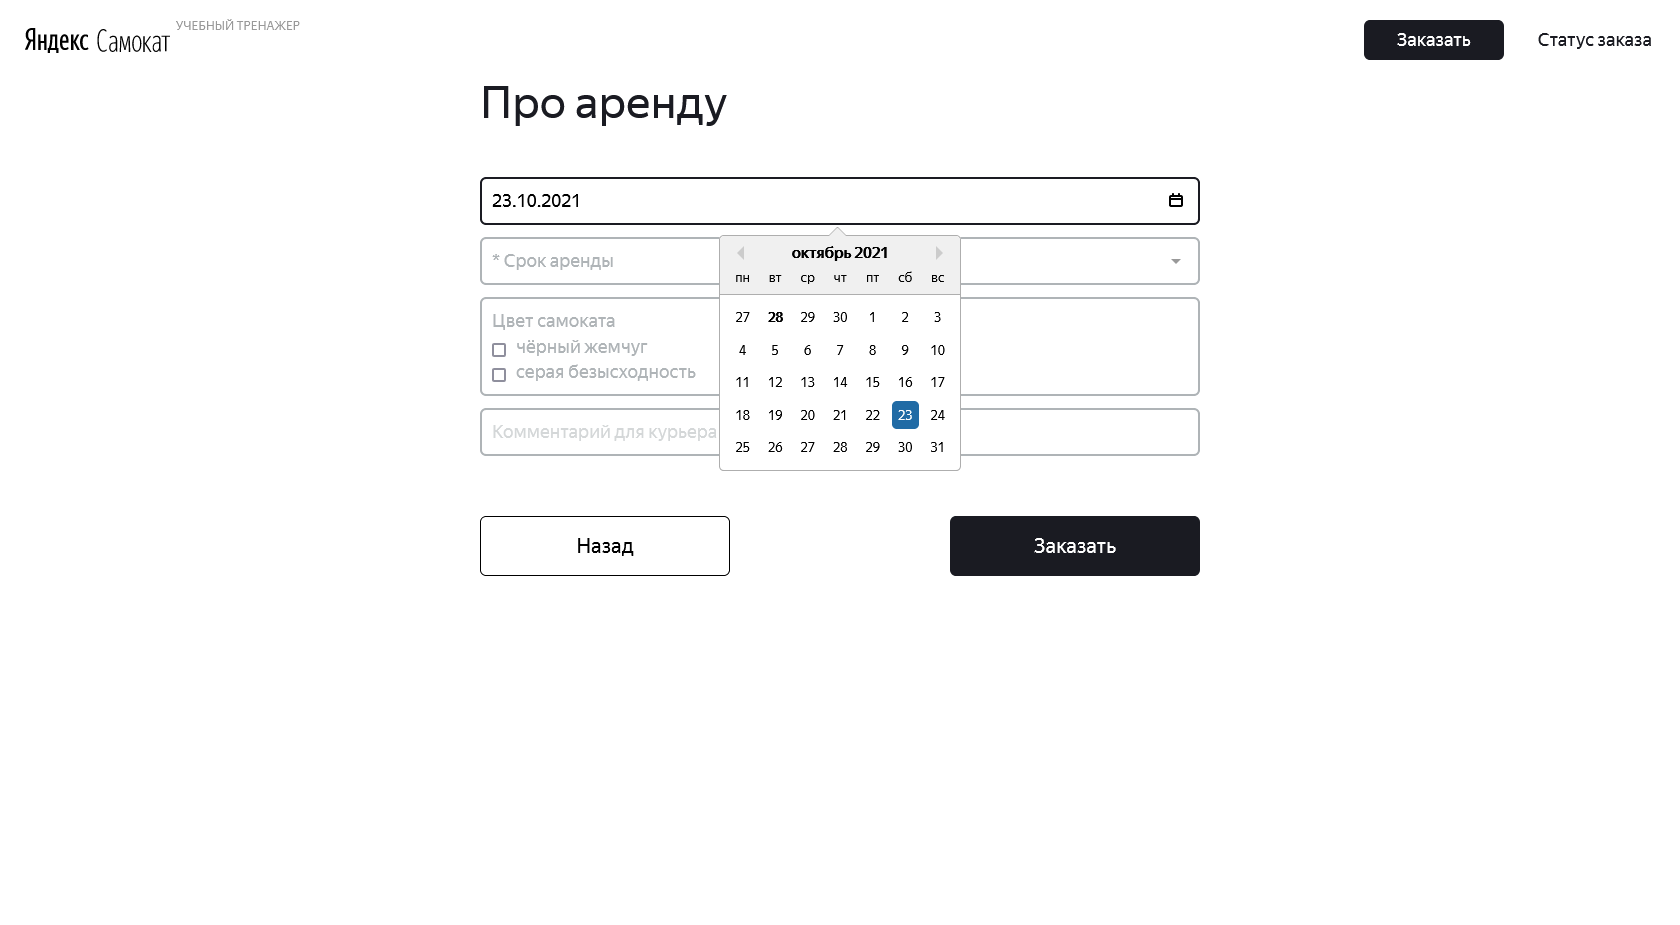 Яндекс Самокат УЧЕБНЫЙ ТРЕНАЖЕР
Заказать Статус заказа
Про аренду
23.10.2021
* Срок аренды
октябрь 2021
пн вт ср чт пт сб вс
27 28 29 30 1 2 3
4 5 6 7 8 9 10
11 12 13 14 15 16 17
18 19 20 21 22 23 24
25 26 27 28 29 30 31
Цвет самоката
чёрный жемчуг
серая безысходность
Комментарий для курьера
Назад Заказать